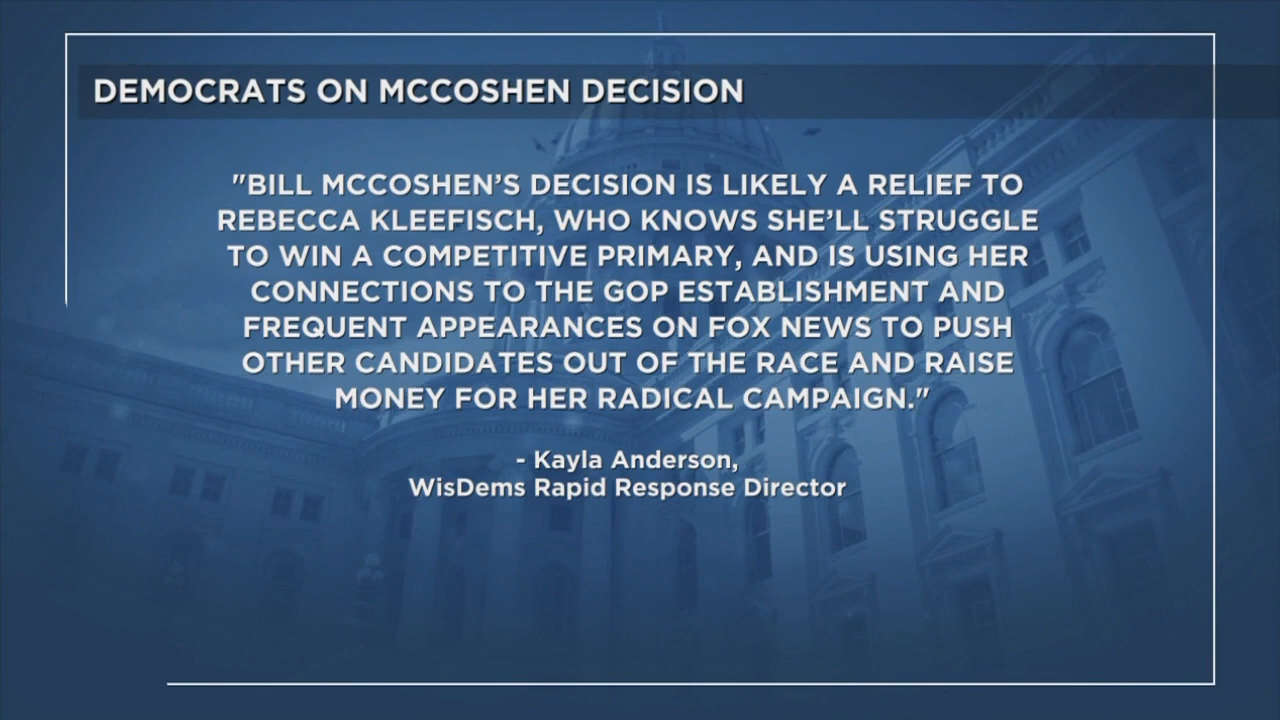 DEMOCRATS ON MCCOSHEN DECISION
"BILL MCCOSHEN’S DECISION IS LIKELY A RELIEF TO
REBECCA KLEEFISCH, WHO KNOWS SHE’LL STRUGGLE
TO WIN A COMPETITIVE PRIMARY, AND IS USING HER
CONNECTIONS TO THE GOP ESTABLISHMENT AND
FREQUENT APPEARANCES ON FOX NEWS TO PUSH
OTHER CANDIDATES OUT OF THE RACE AND RAISE
MONEY FOR HER RADICAL CAMPAIGN."
- Kayla Anderson,
WisDems Rapid Response Director